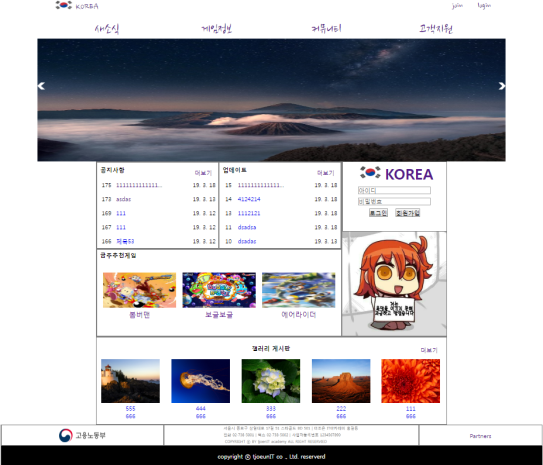 KOREA
join login
새소식 게임정보 커뮤니티 고객지원
공지사항 더보기
175 1111111111111... 19. 3. 18
173 asdas 19. 3. 13
169 111 19. 3. 12
167 111 19. 3. 12
166 제목53 19. 3. 12
업데이트 더보기
15 1111111111111... 19. 3. 18
14 4124214 19. 3. 13
13 1112121 19. 3. 18
11 dsadsa 19. 3. 18
10 dsadas 19. 3. 13
KOREA
아이디
비밀번호
로그인 회원가입
금주추천게임
봄버맨 보글보글 에어라이더
갤러리 게시판 더보기
555 444 333 222 111
666 666 666 666 666
고용노동부
Partners
copyright ⓒ tjoeunIT co ., Ltd. reserverd